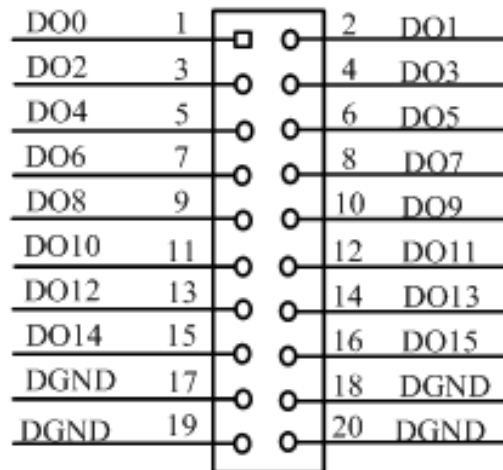 DO0 1 2 DO1
DO2 3 4 DO3
DO4 5 6 DO5
DO6 7 8 DO7
DO8 9 10 DO9
DO10 11 12 DO11
DO12 13 14 DO13
DO14 15 16 DO15
DGND 17 18 DGND
DGND 19 20 DGND